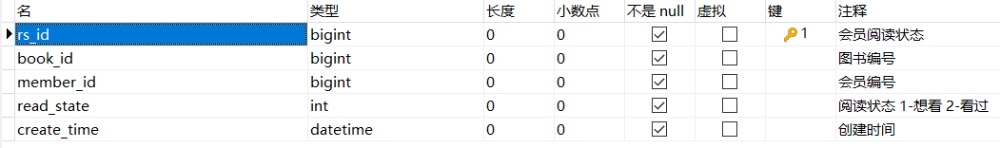 名 类型 长度 小数点 不是 null 虚拟 键 注释
rs_id bigint 0 0 1 会员阅读状态
book_id bigint 0 0 图书编号
member_id bigint 0 0 会员编号
read_state int 0 0 阅读状态 1-想看 2-看过
create_time datetime 0 0 创建时间